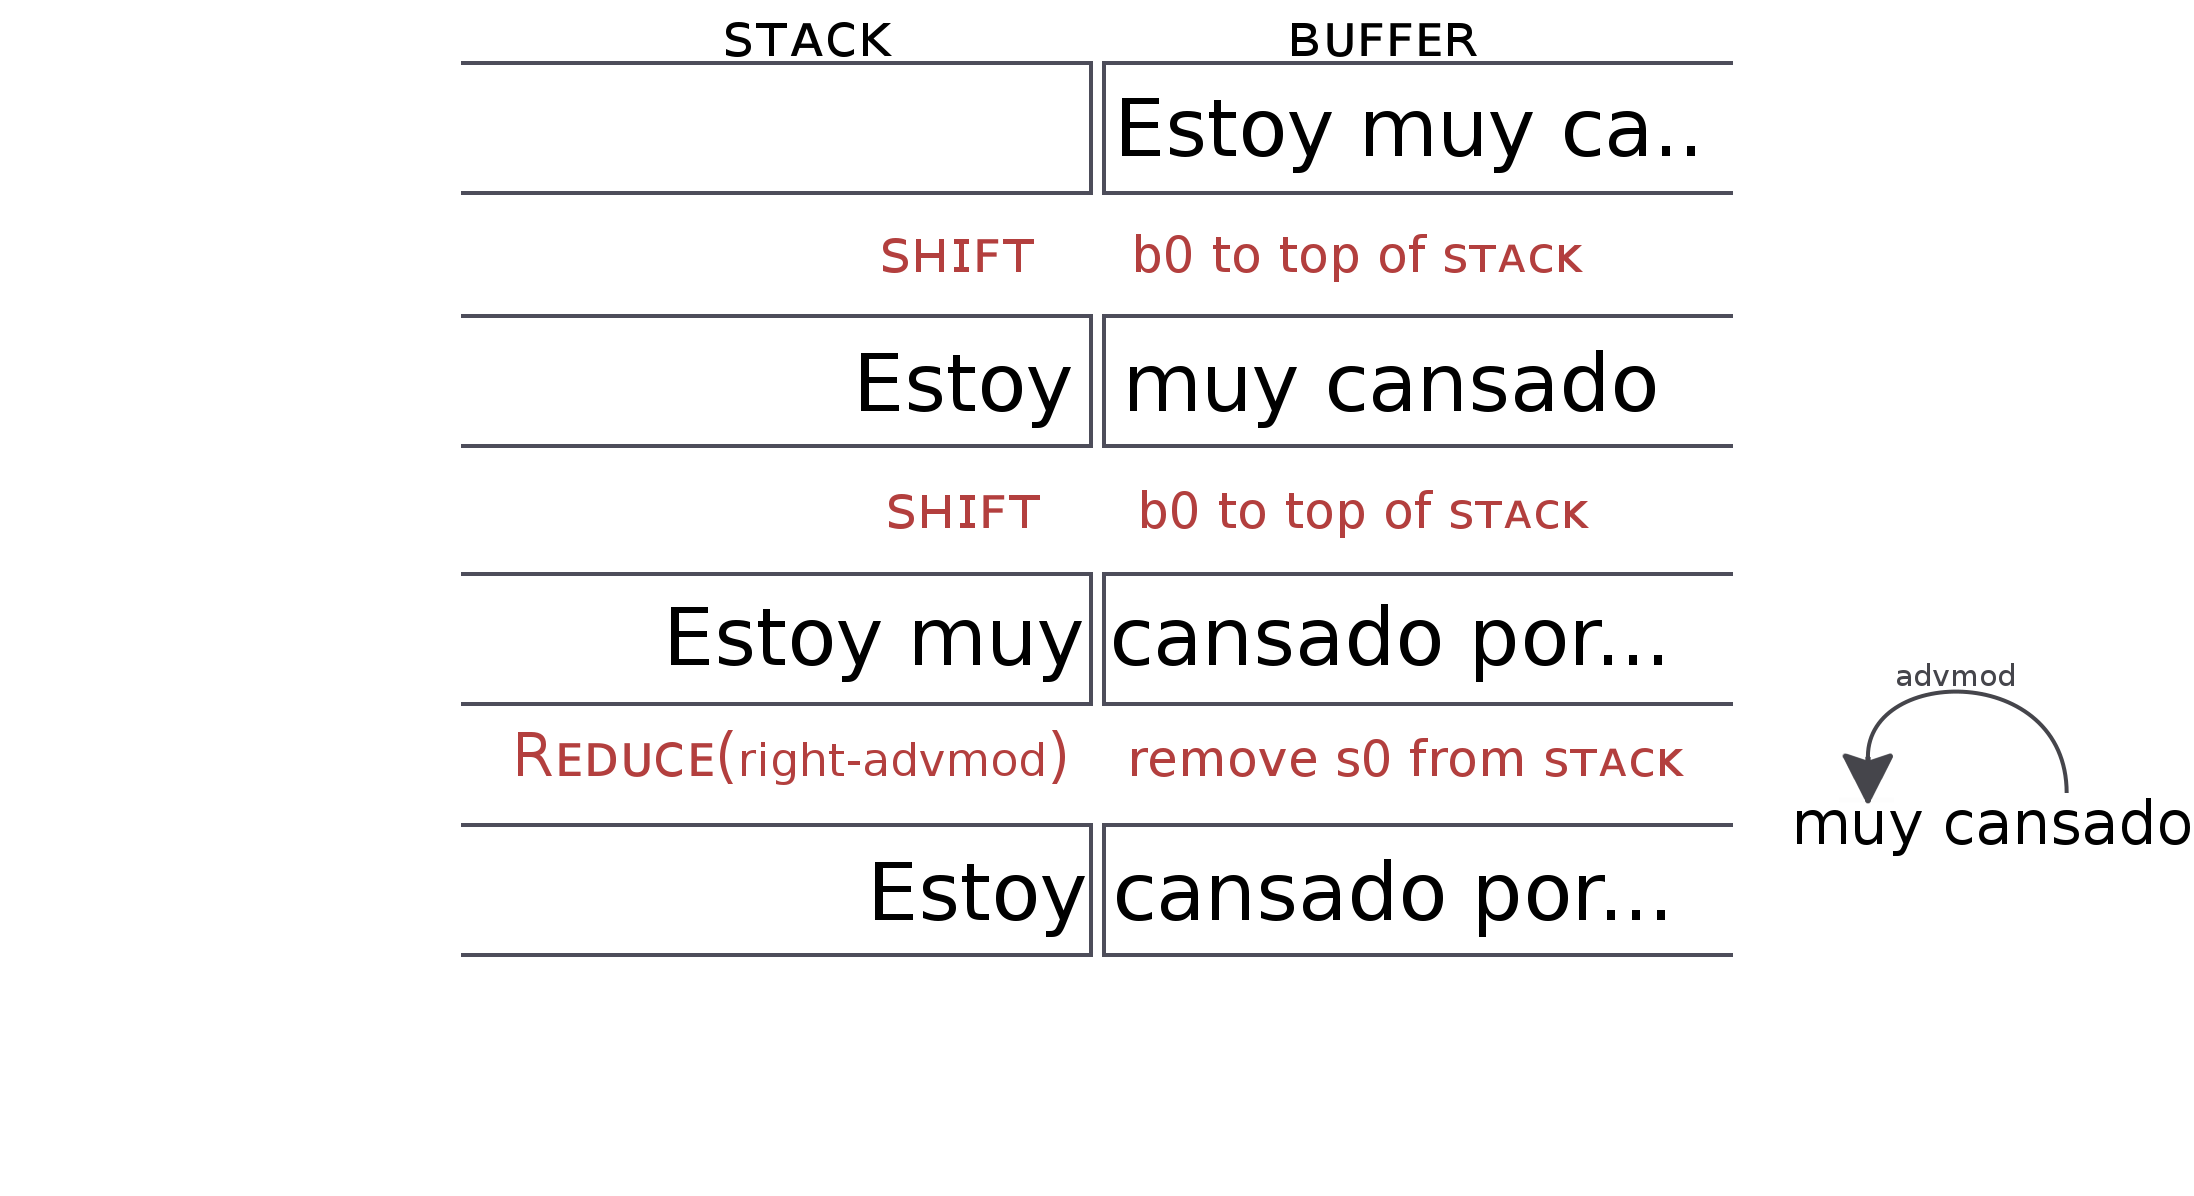 STACK BUFFER
Estoy muy ca..
SHIFT b0 to top of STACK
Estoy muy cansado
SHIFT b0 to top of STACK
Estoy muy cansado por...
advmod
REDUCE(right-advmod) remove s0 from STACK
muy cansado
Estoy cansado por...